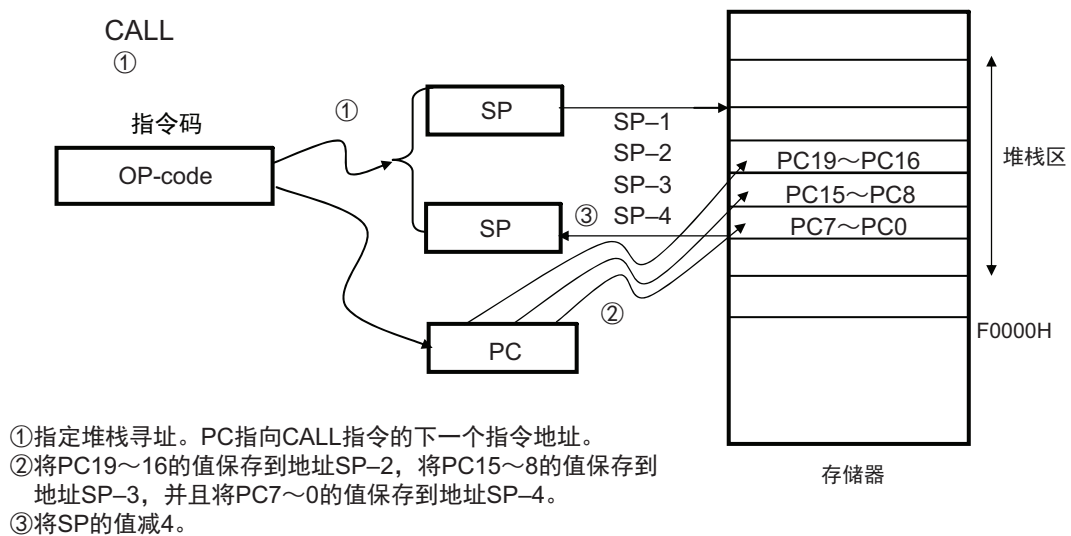 CALL
①
指令码
OP-code
①
SP
SP–1
SP–2
SP–3
SP–4
③
SP
②
PC
PC19～PC16
PC15～PC8
PC7～PC0
堆栈区
F0000H
存储器
①指定堆栈寻址。PC指向CALL指令的下一个指令地址。
②将PC19～16的值保存到地址SP–2，将PC15～8的值保存到
地址SP–3，并且将PC7～0的值保存到地址SP–4。
③将SP的值减4。